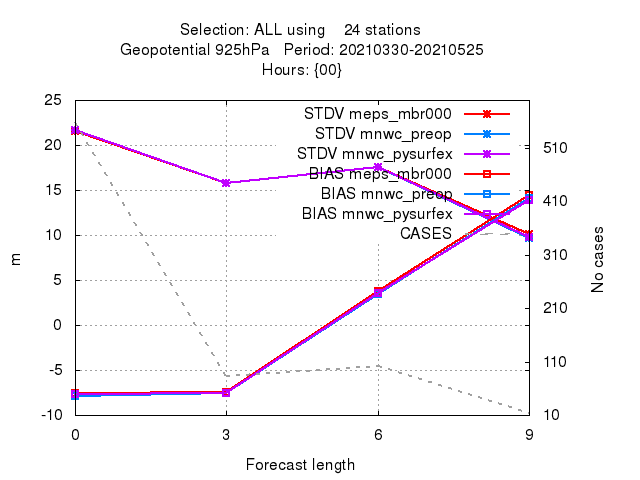 Selection: ALL using    24 stations
Geopotential 925hPa   Period: 20210330-20210525
Hours: {00}
STDV meps_mbr000
STDV mnwc_preop
STDV mnwc_pysurfex
BIAS meps_mbr000
BIAS mnwc_preop
BIAS mnwc_pysurfex
CASES
25
20
15
10
5
0
-5
-10
m
510
410
310
210
110
10
No cases
0 3 6 9
Forecast length